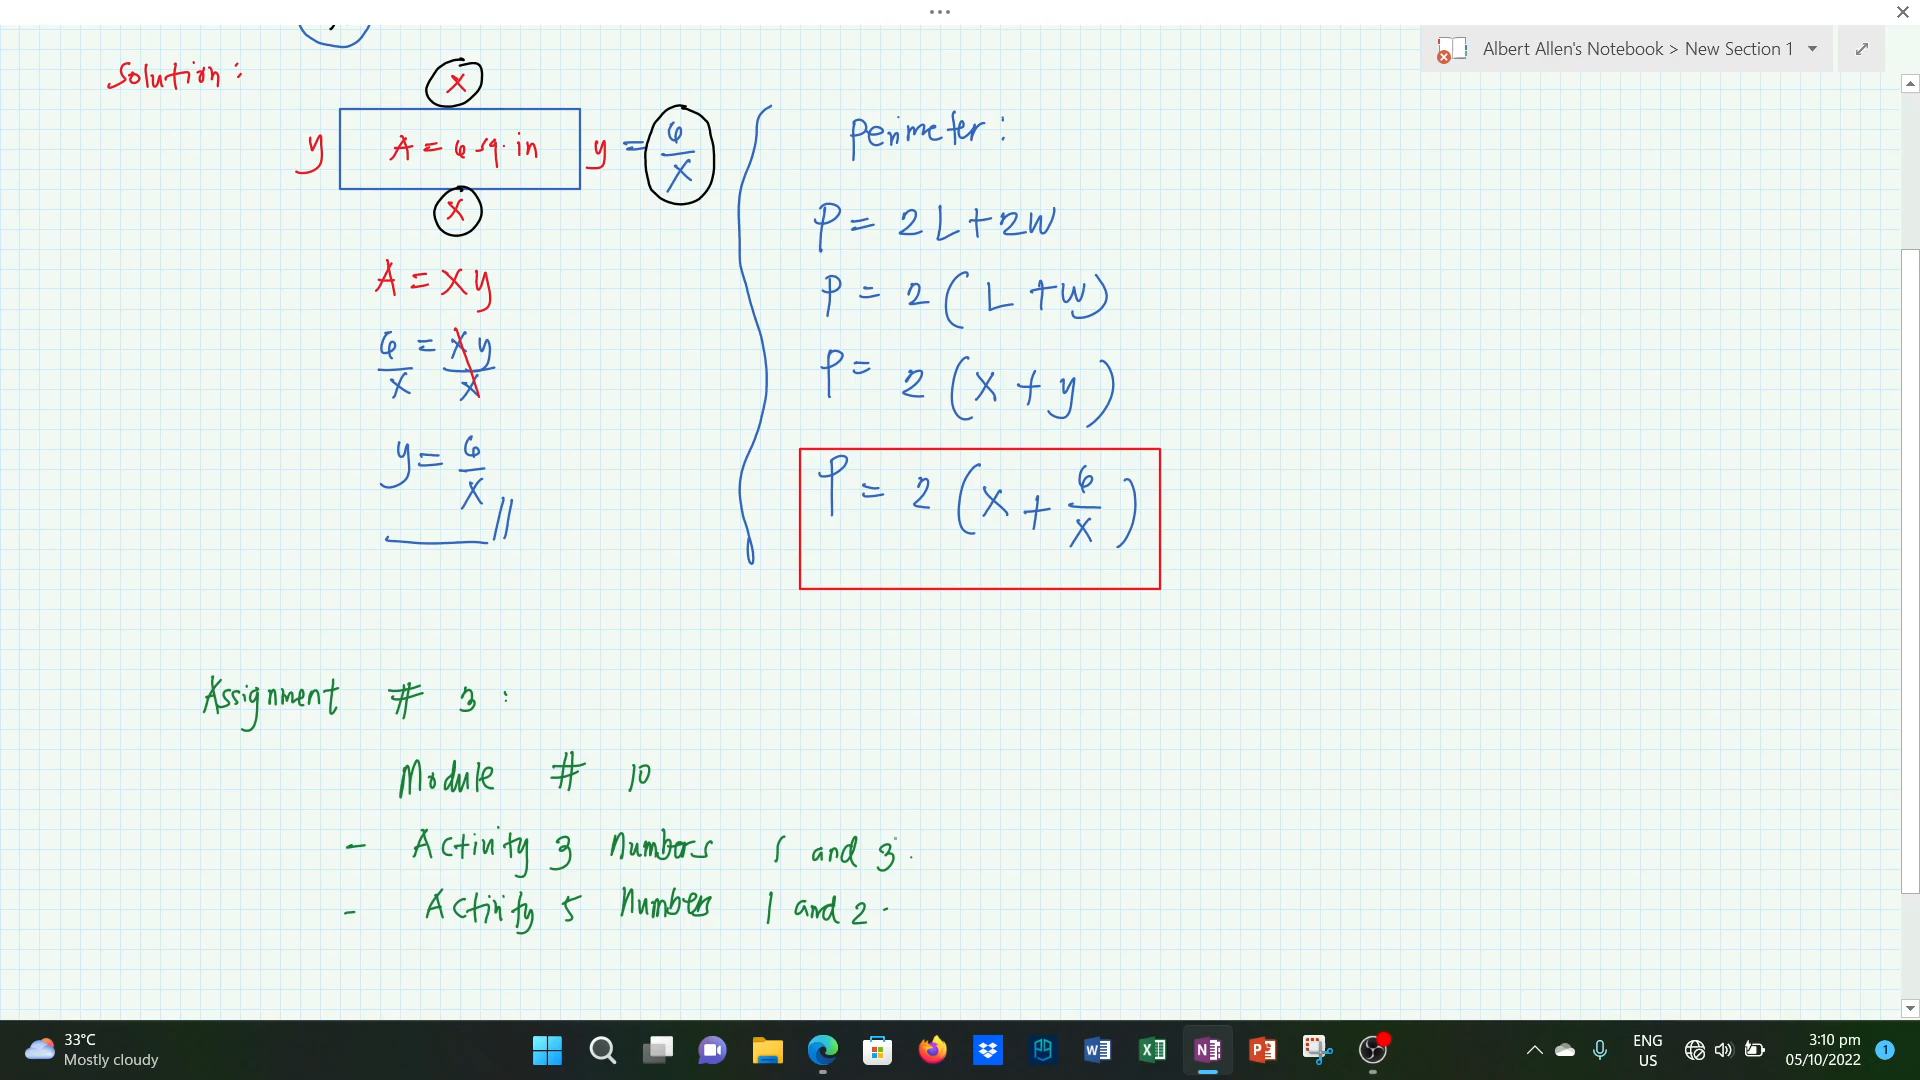 Albert Allen's Notebook > New Section 1
Solution:
x
y
A = 6 sq. in
y = 6/x
x
A = xy
6/x = xy/x
y = 6/x
Perimeter:
P = 2L + 2W
P = 2(L + W)
P = 2(x + y)
P = 2(x + 6/x)
Assignment # 3:
Module # 10
- Activity 3 Numbers 1 and 3.
- Activity 5 Numbers 1 and 2.
33°C
Mostly cloudy
ENG
US
3:10 pm
05/10/2022
1